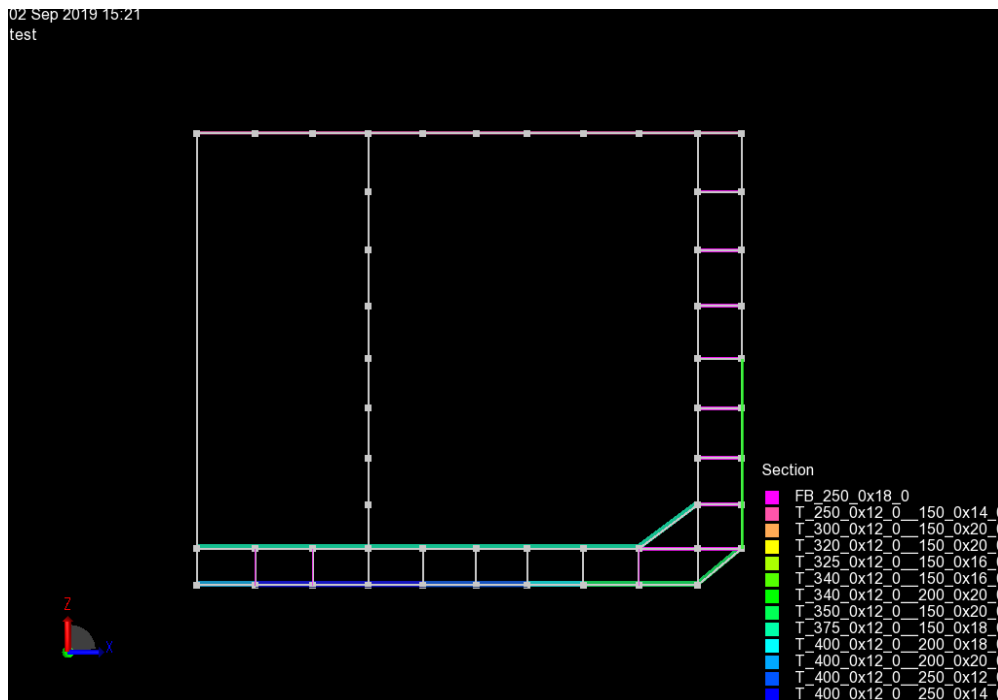 02 Sep 2019 15:21
test
Section
FB_250_0x18_0
T_250_0x12_0__150_0x14_
T_300_0x12_0__150_0x20_
T_320_0x12_0__150_0x20_
T_325_0x12_0__150_0x16_
T_340_0x12_0__150_0x16_
T_340_0x12_0__200_0x20_
T_350_0x12_0__150_0x20_
T_375_0x12_0__150_0x18_
T_400_0x12_0__200_0x18_
T_400_0x12_0__200_0x20_
T_400_0x12_0__250_0x12_
T_400_0x12_0__250_0x14_
Z
X